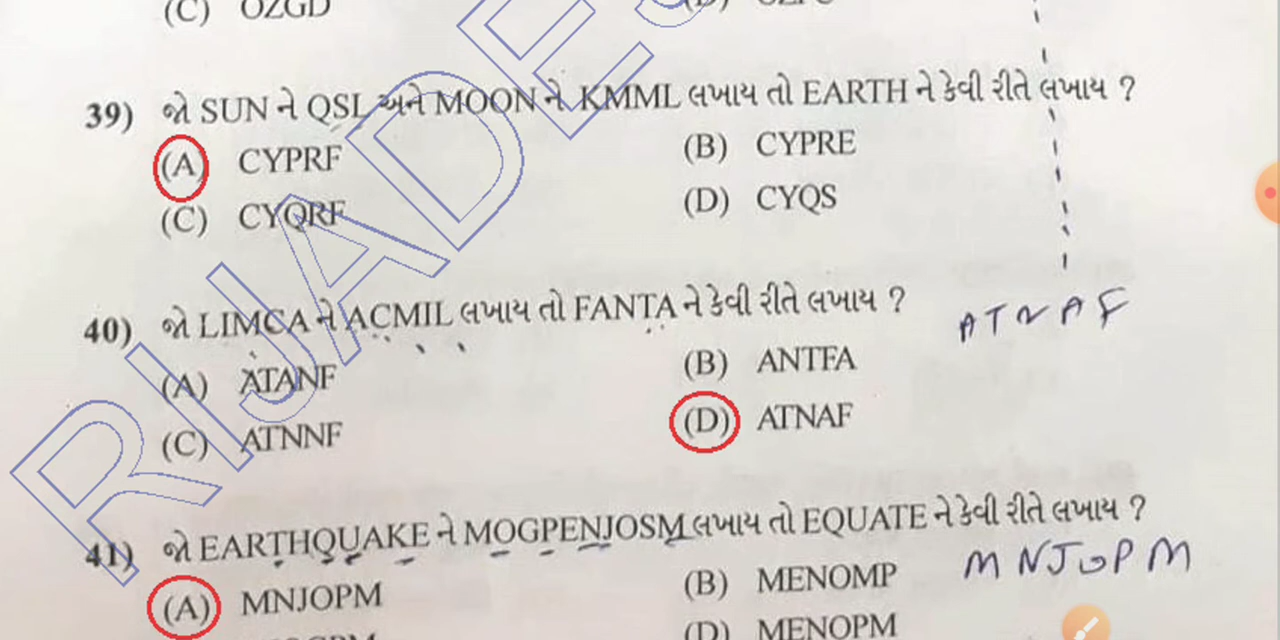 (C) OZGD
39) જો SUN ને QSL અને MOON ને KMML લખાય તો EARTH ને કેવી રીતે લખાય ?
(A) CYPRF (B) CYPRE
(C) CYQRF (D) CYQS
40) જો LIMCA ને ACMIL લખાય તો FANTA ને કેવી રીતે લખાય ? ATNAF
(A) ATANF (B) ANTFA
(C) ATNNF (D) ATNAF
41) જો EARTHQUAKE ને MOGPENJOSM લખાય તો EQUATE ને કેવી રીતે લખાય ? MNJOPM
(A) MNJOPM (B) MENOMP
(D) MENOPM
RIJADE